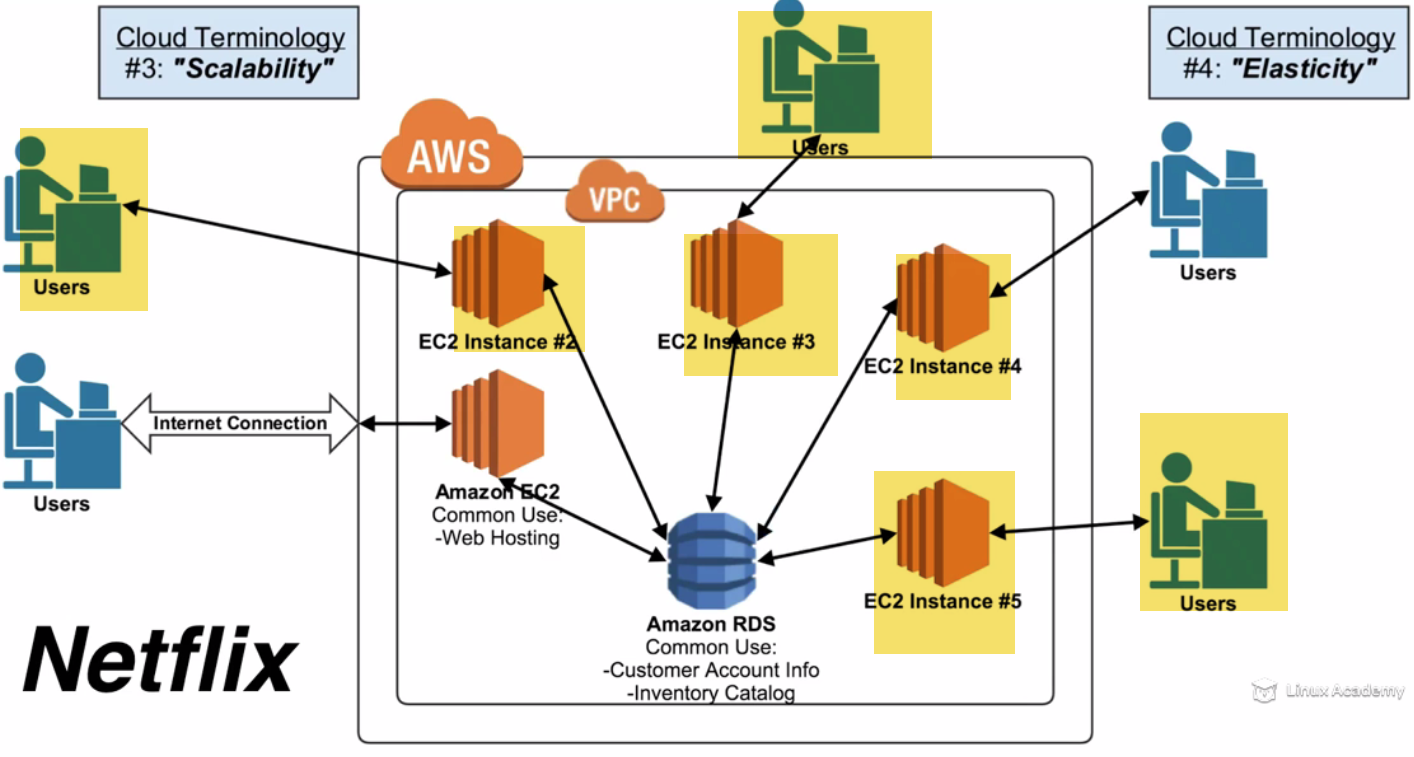 Cloud Terminology
#3: "Scalability"
Cloud Terminology
#4: "Elasticity"
AWS
VPC
Users
Users
Users
Users
Users
Internet Connection
EC2 Instance #2
EC2 Instance #3
EC2 Instance #4
Amazon EC2
Common Use:
-Web Hosting
EC2 Instance #5
Amazon RDS
Common Use:
-Customer Account Info
-Inventory Catalog
Netflix
Linux Academy